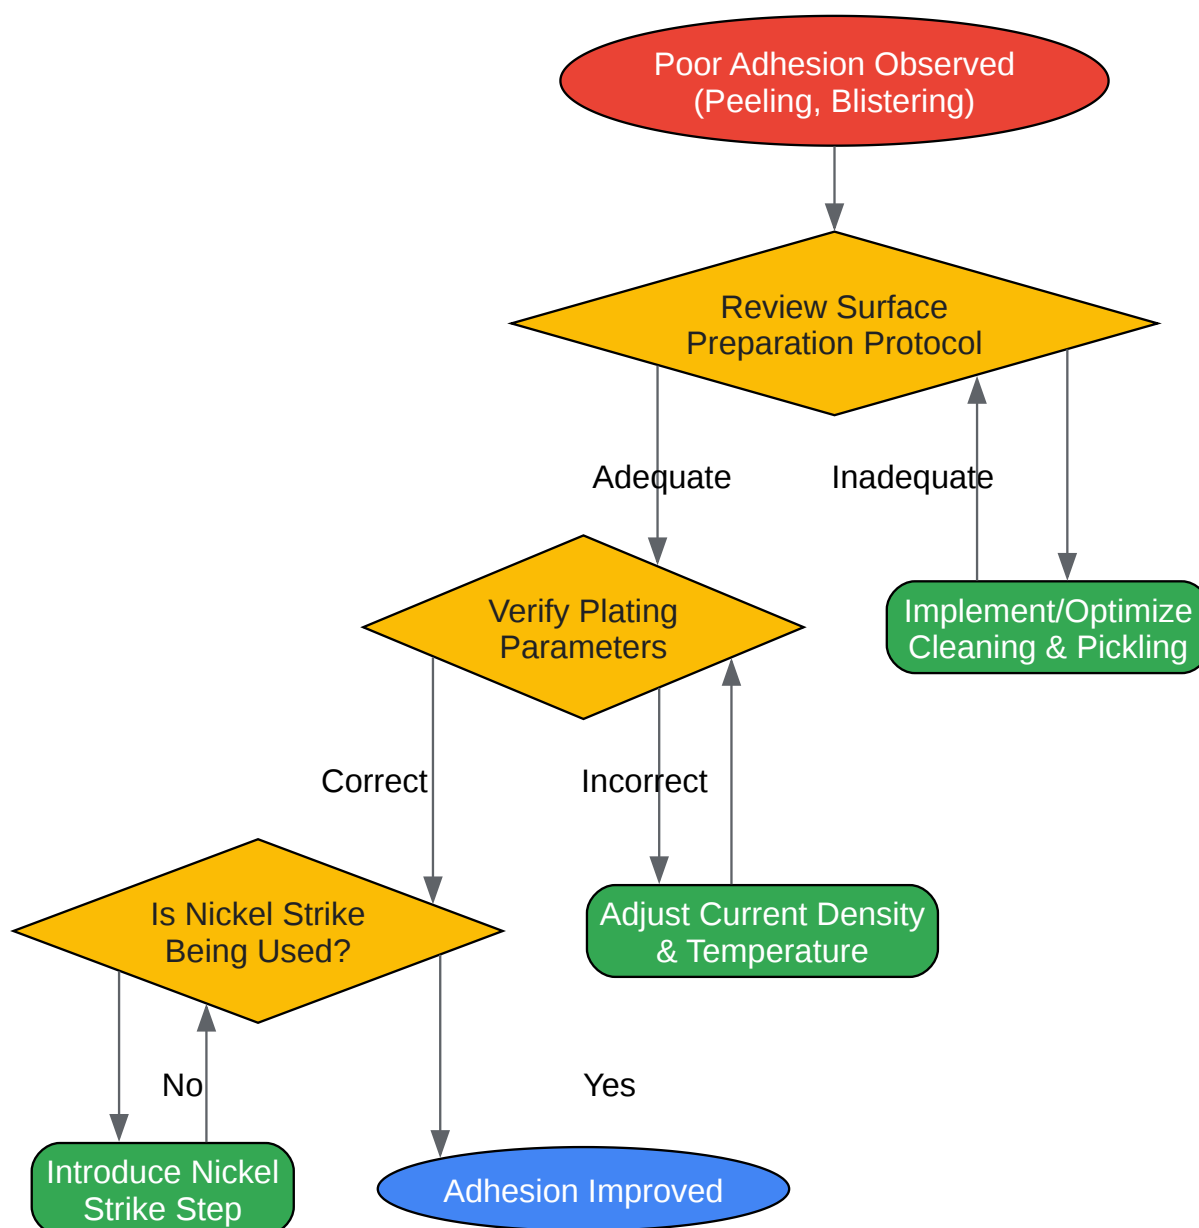 Poor Adhesion Observed
(Peeling, Blistering)
Review Surface
Preparation Protocol
Adequate
Inadequate
Verify Plating
Parameters
Implement/Optimize
Cleaning & Pickling
Correct
Incorrect
Is Nickel Strike
Being Used?
Adjust Current Density
& Temperature
No
Yes
Introduce Nickel
Strike Step
Adhesion Improved